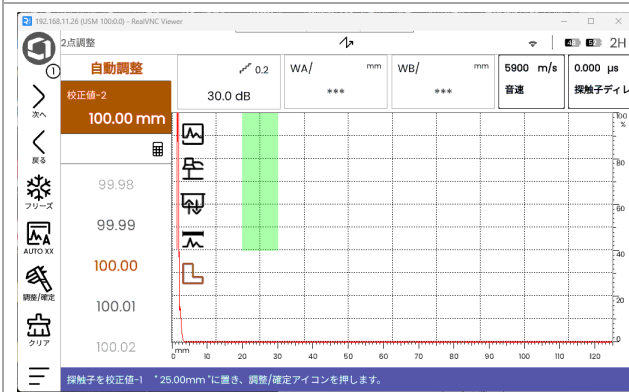 192.168.11.26 (USM 100:0.0) - RealVNC Viewer
2点調整
2H
1
自動調整
0.2
30.0 dB
WA/ mm
***
WB/ mm
***
5900 m/s
音速
0.000 µs
探触子ディレ
校正値-2
100.00 mm
次へ
戻る
フリーズ
AUTO XX
調整/確定
クリア
99.98
99.99
100.00
100.01
100.02
100
%
80
60
40
20
0
mm
0 10 20 30 40 50 60 70 80 90 100 110 120
探触子を校正値-1 "25.00mm"に置き、調整/確定アイコンを押します。